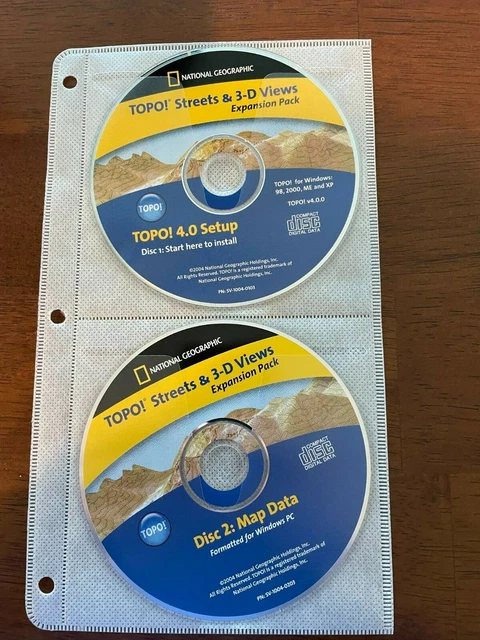 NATIONAL GEOGRAPHIC
TOPO!® Streets & 3-D Views
Expansion Pack
TOPO! for Windows:
98, 2000, ME and XP
TOPO! v4.0.0
TOPO!
TOPO! 4.0 Setup
Disc 1: Start here to install
COMPACT
disc
DIGITAL DATA
©2004 National Geographic Holdings, Inc.
All Rights Reserved. TOPO! is a registered trademark of
National Geographic Holdings, Inc.
PN: SV-1004-0103
NATIONAL GEOGRAPHIC
TOPO!® Streets & 3-D Views
Expansion Pack
COMPACT
disc
DIGITAL DATA
TOPO!
Disc 2: Map Data
Formatted for Windows PC
©2004 National Geographic Holdings, Inc.
All Rights Reserved. TOPO! is a registered trademark of
National Geographic Holdings, Inc.
PN: SV-1004-0203